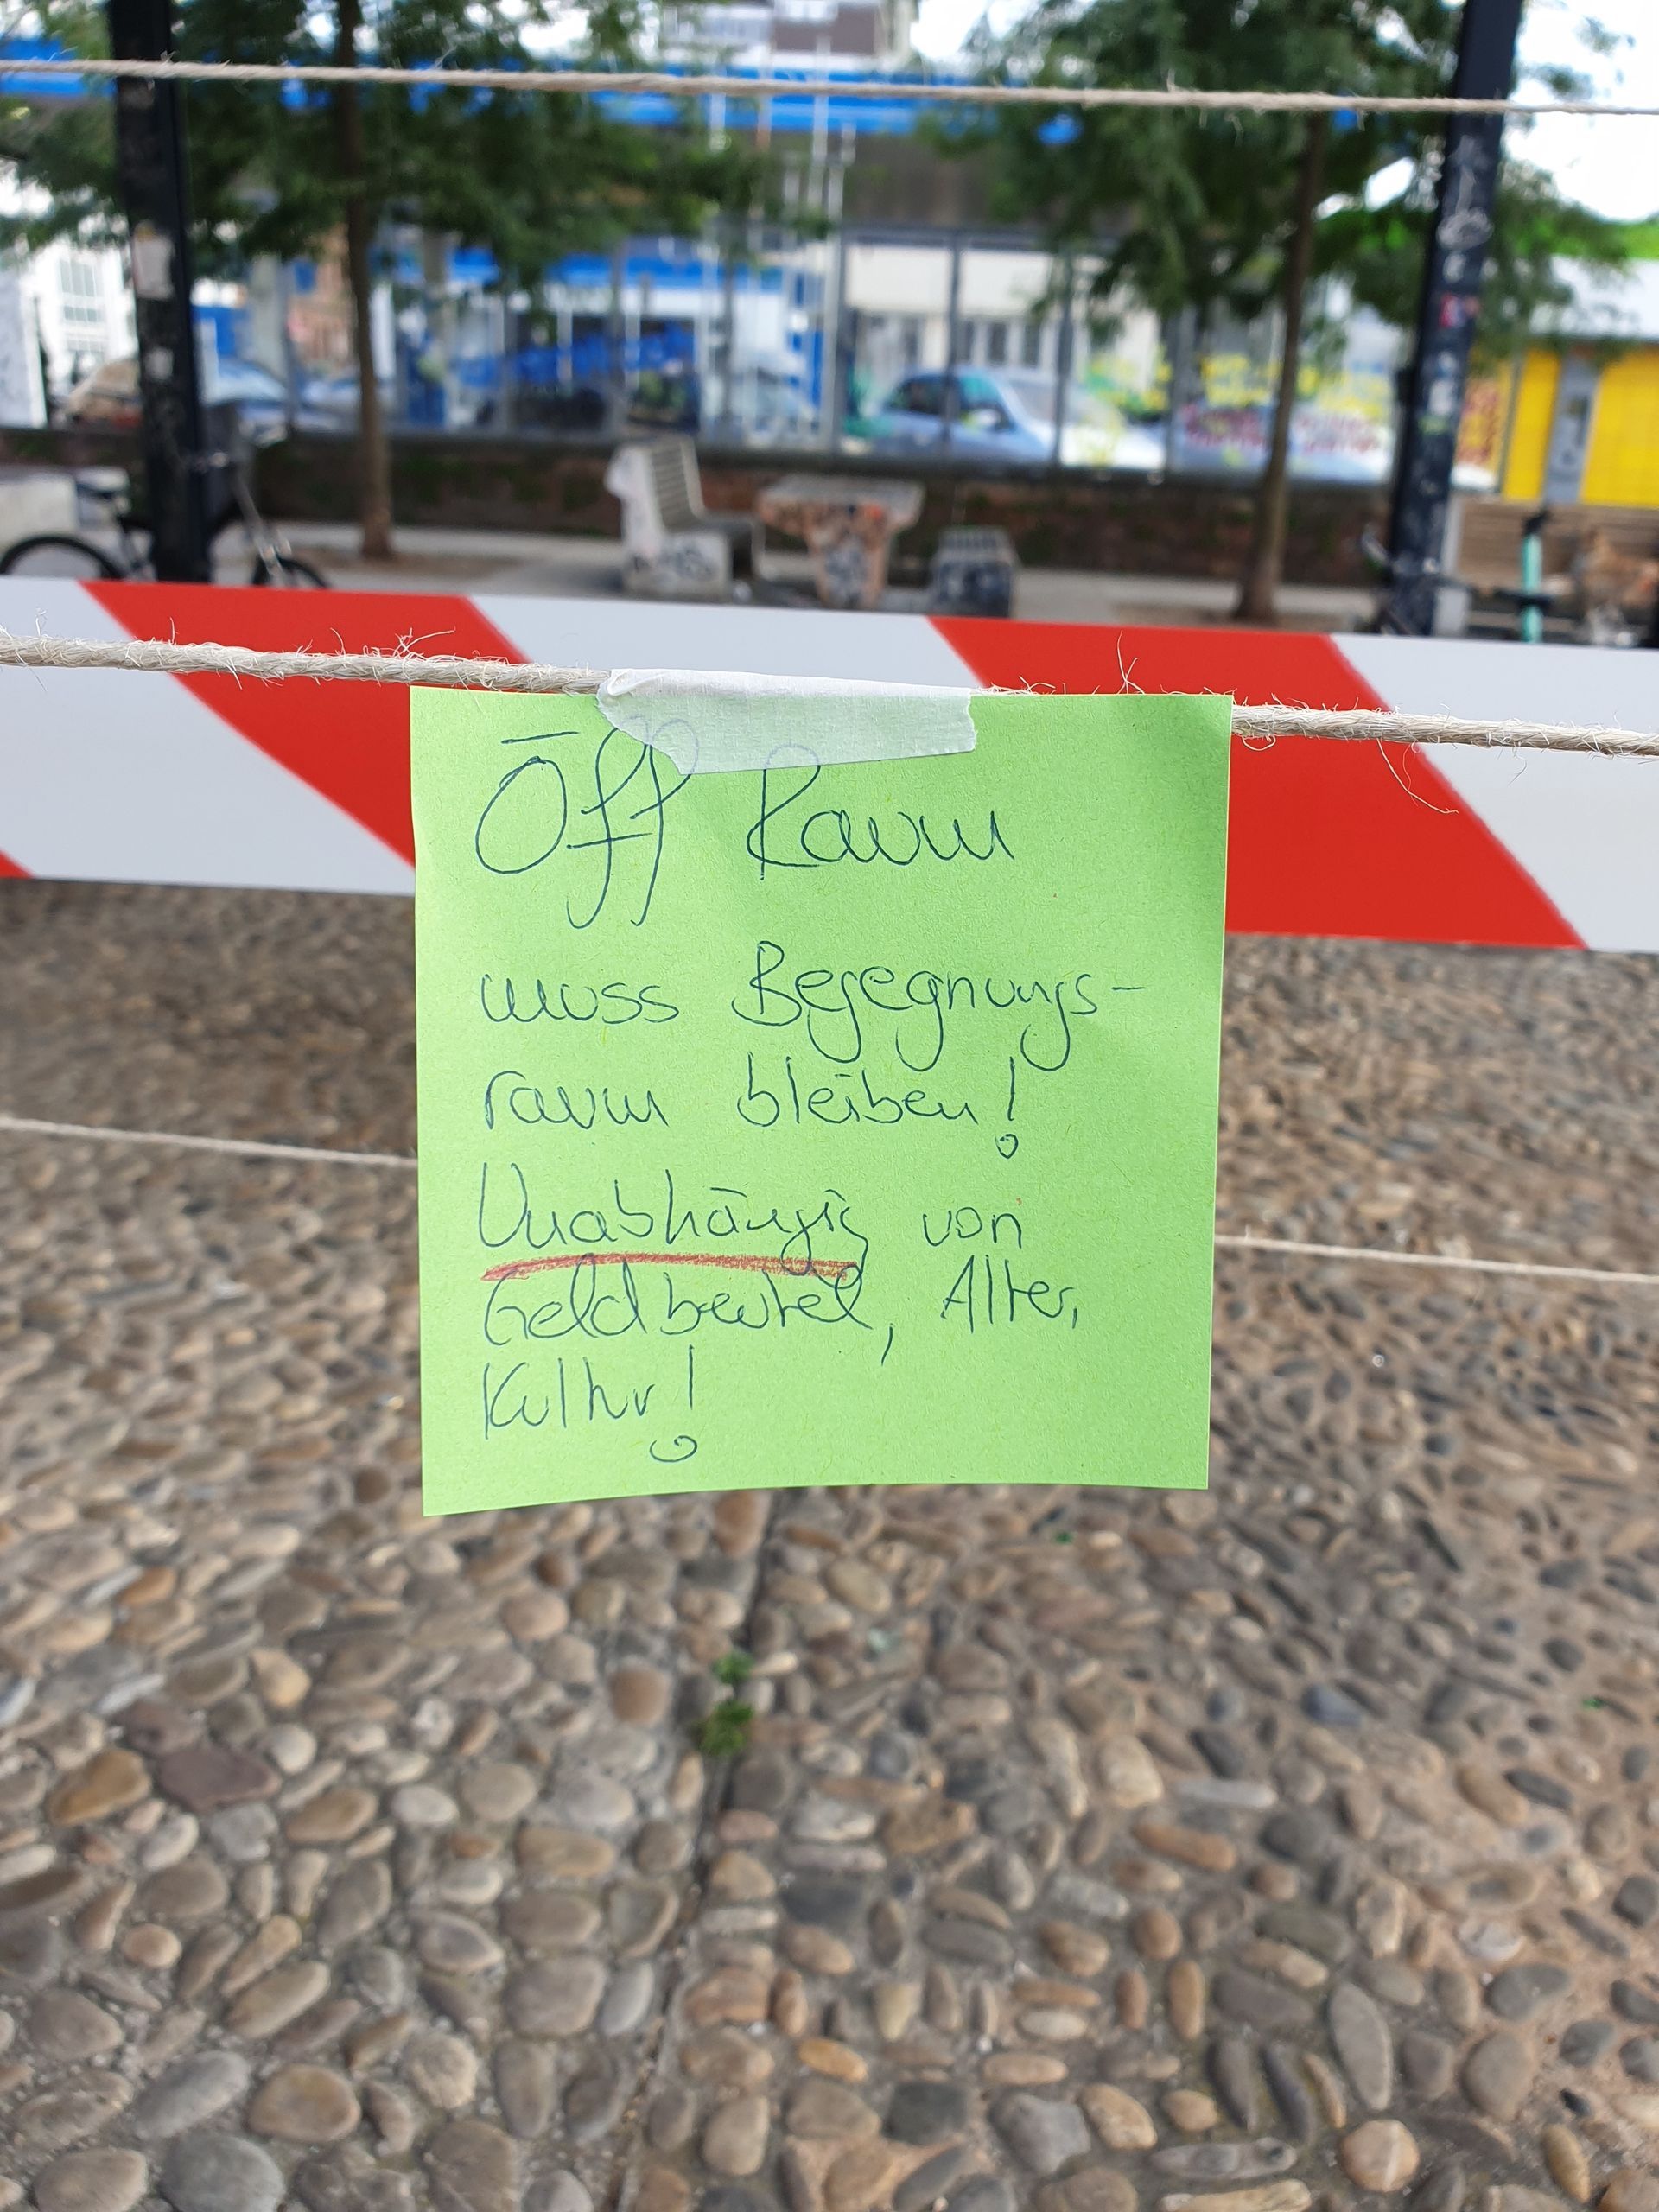 Öff Raum
muss Begegnungs-
raum bleiben!
Unabhängig von
Geldbeutel, Alter,
Kultur!